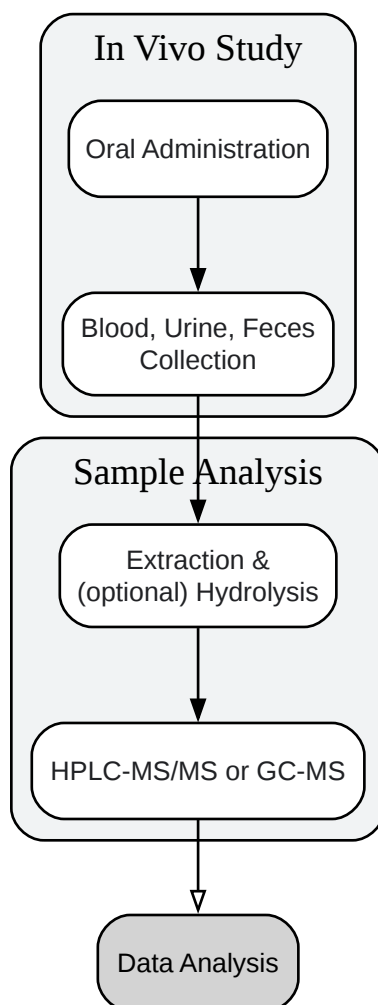 In Vivo Study
Oral Administration
Blood, Urine, Feces
Collection
Sample Analysis
Extraction &
(optional) Hydrolysis
HPLC-MS/MS or GC-MS
Data Analysis